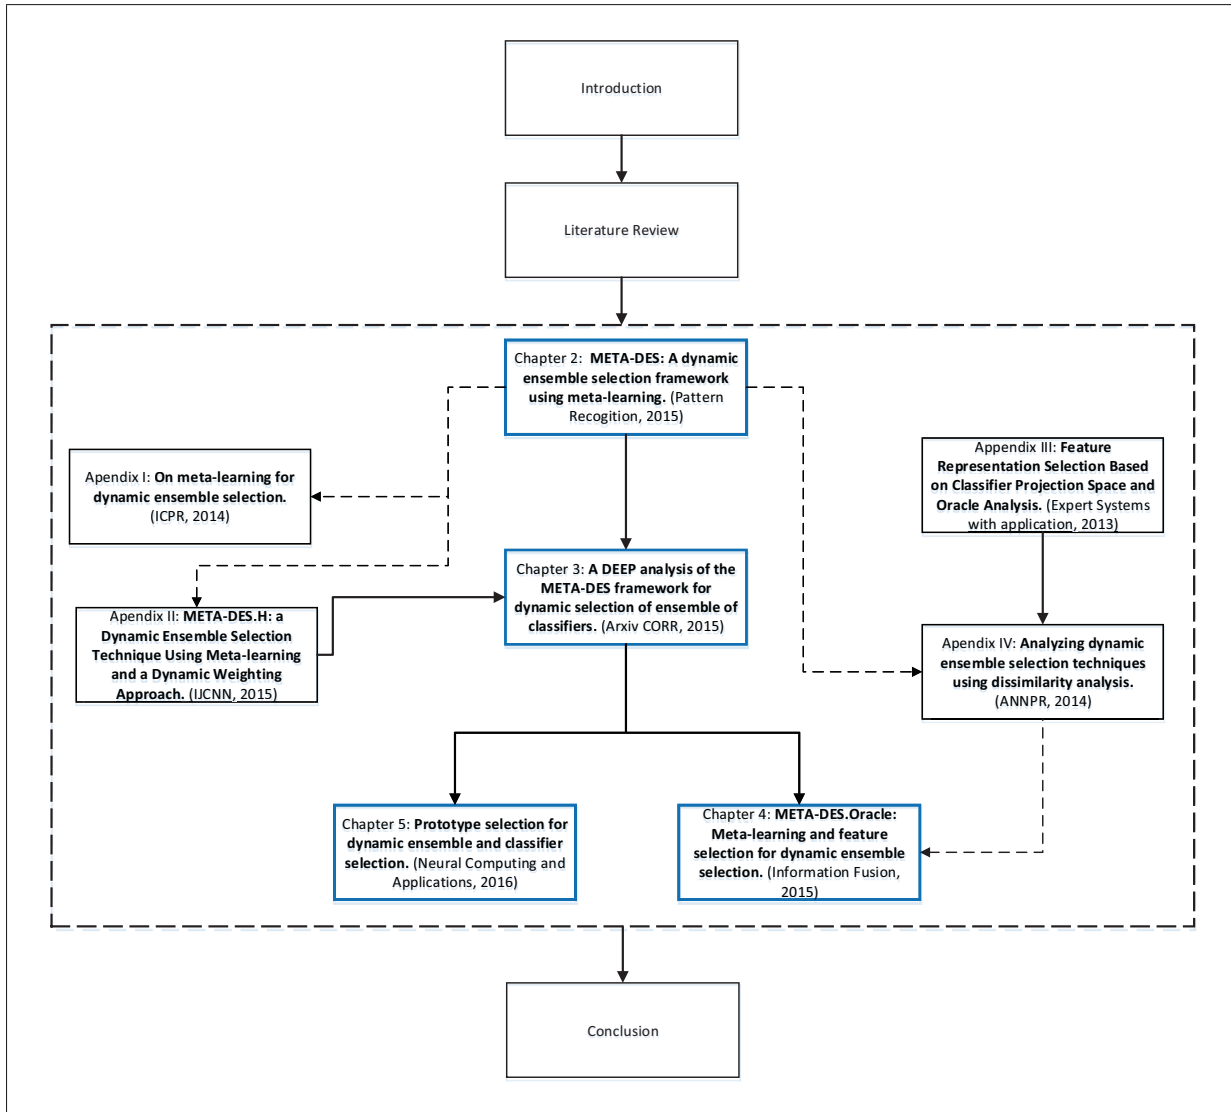 Introduction
Literature Review
Chapter 2: META-DES: A dynamic
ensemble selection framework
using meta-learning. (Pattern
Recogition, 2015)
Apendix I: On meta-learning for
dynamic ensemble selection.
(ICPR, 2014)
Appendix III: Feature
Representation Selection Based
on Classifier Projection Space and
Oracle Analysis. (Expert Systems
with application, 2013)
Chapter 3: A DEEP analysis of the
META-DES framework for
dynamic selection of ensemble of
classifiers. (Arxiv CORR, 2015)
Apendix II: META-DES.H: a
Dynamic Ensemble Selection
Technique Using Meta-learning
and a Dynamic Weighting
Approach. (IJCNN, 2015)
Apendix IV: Analyzing dynamic
ensemble selection techniques
using dissimilarity analysis.
(ANNPR, 2014)
Chapter 5: Prototype selection for
dynamic ensemble and classifier
selection. (Neural Computing and
Applications, 2016)
Chapter 4: META-DES.Oracle:
Meta-learning and feature
selection for dynamic ensemble
selection. (Information Fusion,
2015)
Conclusion